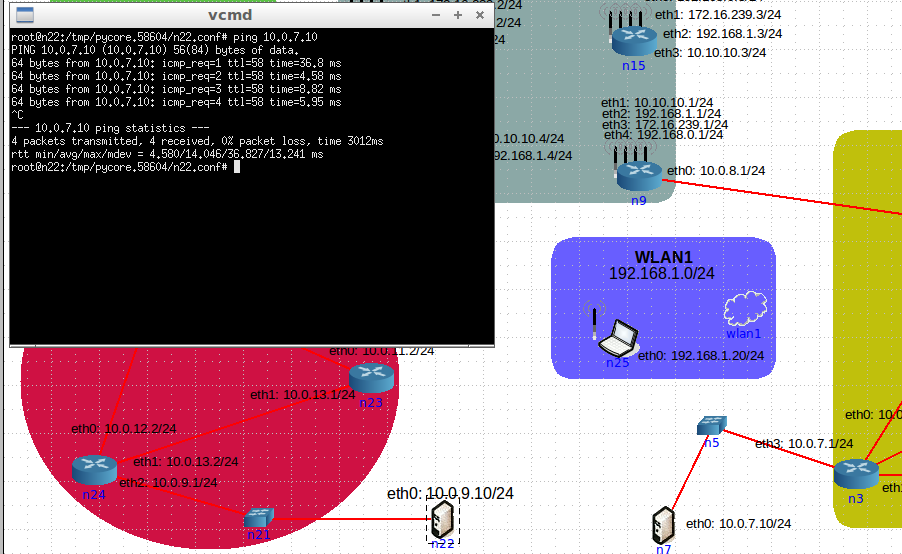 vcmd
root@n22:/tmp/pycore.58604/n22.conf# ping 10.0.7.10
PING 10.0.7.10 (10.0.7.10) 56(84) bytes of data.
64 bytes from 10.0.7.10: icmp_req=1 ttl=58 time=36.8 ms
64 bytes from 10.0.7.10: icmp_req=2 ttl=58 time=4.58 ms
64 bytes from 10.0.7.10: icmp_req=3 ttl=58 time=8.82 ms
64 bytes from 10.0.7.10: icmp_req=4 ttl=58 time=5.95 ms
^C
--- 10.0.7.10 ping statistics ---
4 packets transmitted, 4 received, 0% packet loss, time 3012ms
rtt min/avg/max/mdev = 4.580/14.046/36.827/13.241 ms
root@n22:/tmp/pycore.58604/n22.conf#
eth1: 172.16.239.3/24
eth2: 192.168.1.3/24
eth3: 10.10.10.3/24
n15
eth1: 10.10.10.1/24
eth2: 192.168.1.1/24
eth3: 172.16.239.1/24
eth4: 192.168.0.1/24
0.10.10.4/24
92.168.1.4/24
eth0: 10.0.8.1/24
n9
WLAN1
192.168.1.0/24
wlan1
n25
eth0: 192.168.1.20/24
eth0: 10.0.11.2/24
eth1: 10.0.13.1/24
n23
eth0: 10.0.12.2/24
eth1: 10.0.13.2/24
eth2: 10.0.9.1/24
n24
n21
eth0: 10.0.9.10/24
n22
n5
eth3: 10.0.7.1/24
eth0: 10.0
n3
eth0: 10.0.7.10/24
n7